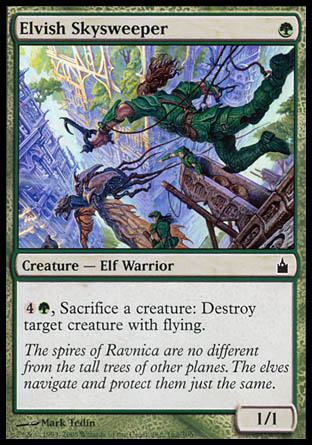 Elvish Skysweeper
Creature — Elf Warrior
4, Sacrifice a creature: Destroy
target creature with flying.
The spires of Ravnica are no different
from the tall trees of other planes. The elves
navigate and protect them just the same.
Mark Tedin
1/1